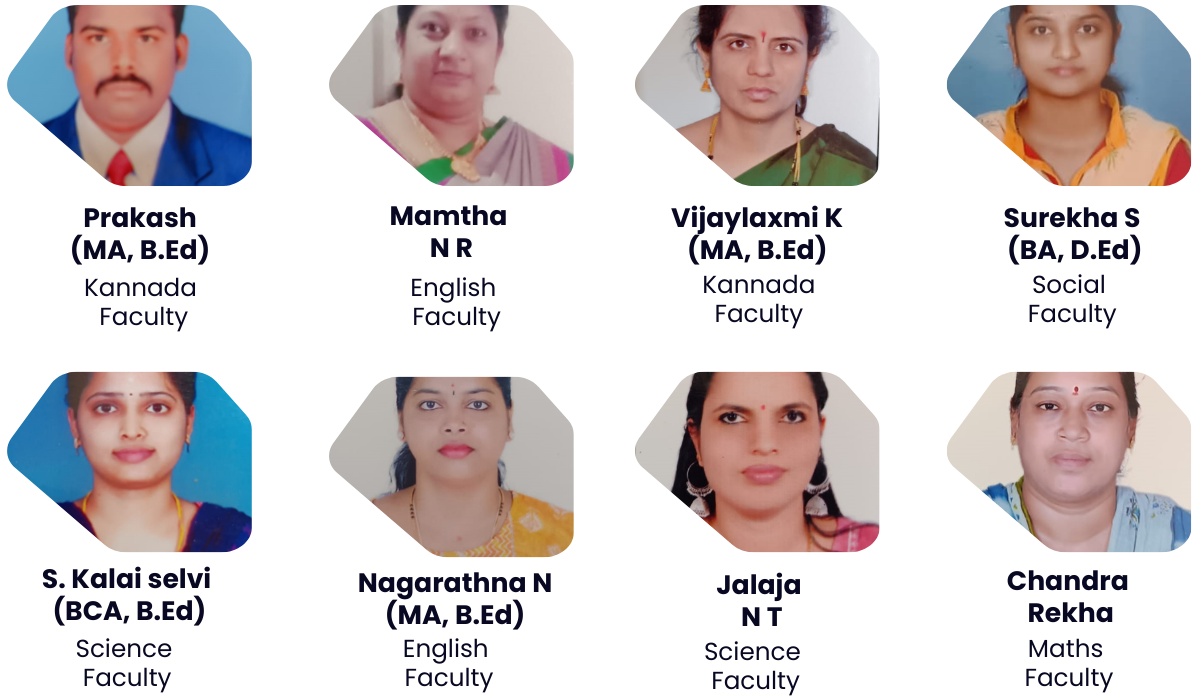 Prakash
(MA, B.Ed)
Kannada
Faculty
Mamtha
N R
English
Faculty
Vijaylaxmi K
(MA, B.Ed)
Kannada
Faculty
Surekha S
(BA, D.Ed)
Social
Faculty
S. Kalai selvi
(BCA, B.Ed)
Science
Faculty
Nagarathna N
(MA, B.Ed)
English
Faculty
Jalaja
N T
Science
Faculty
Chandra
Rekha
Maths
Faculty